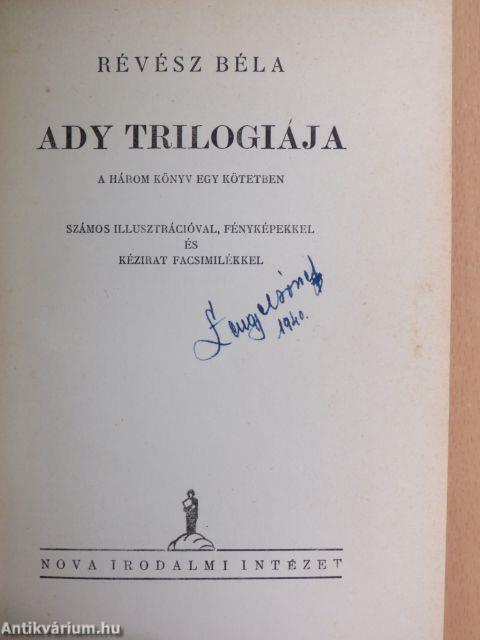 RÉVÉSZ BÉLA
ADY TRILOGIÁJA
A HÁROM KÖNYV EGY KÖTETBEN
SZÁMOS ILLUSZTRÁCIÓVAL, FÉNYKÉPEKKEL
ÉS
KÉZIRAT FACSIMILÉKKEL
1940.
NOVA IRODALMI INTÉZET
Antikvárium.hu